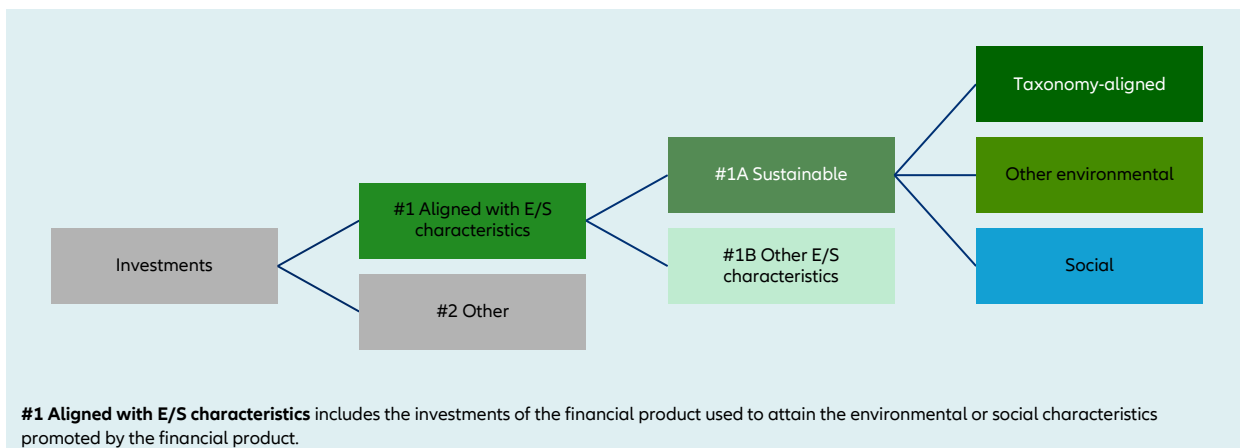 Taxonomy-aligned
#1A Sustainable
Other environmental
#1 Aligned with E/S
characteristics
Investments
#1B Other E/S
characteristics
Social
#2 Other
#1 Aligned with E/S characteristics includes the investments of the financial product used to attain the environmental or social characteristics
promoted by the financial product.